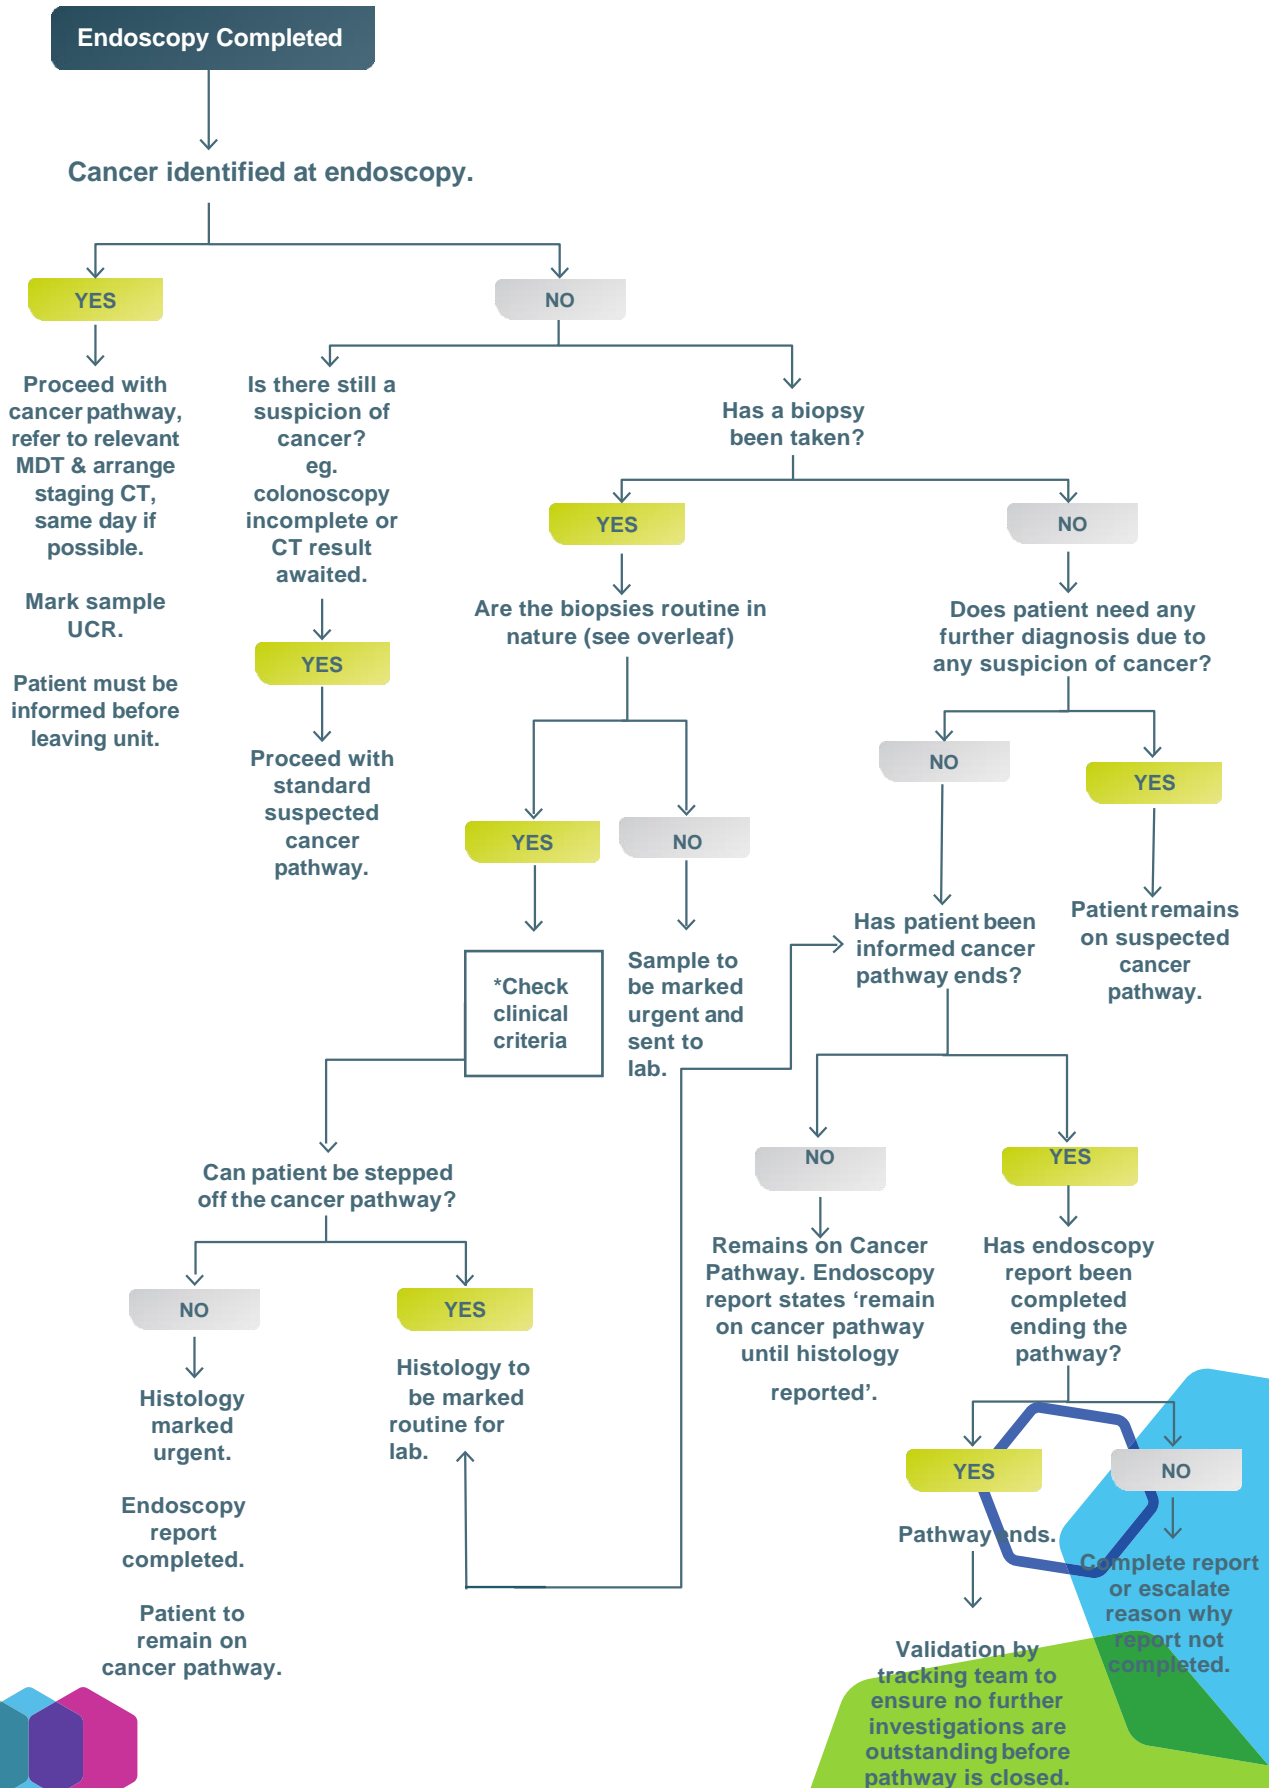 Endoscopy Completed
Cancer identified at endoscopy.
YES
NO
Proceed with
cancer pathway,
refer to relevant
MDT & arrange
staging CT,
same day if
possible.
Mark sample
UCR.
Patient must be
informed before
leaving unit.
Is there still a
suspicion of
cancer?
eg.
colonoscopy
incomplete or
CT result
awaited.
YES
Proceed with
standard
suspected
cancer
pathway.
Has a biopsy
been taken?
YES
NO
Are the biopsies routine in
nature (see overleaf)
YES
NO
*Check
clinical
criteria
Sample to
be marked
urgent and
sent to
lab.
Does patient need any
further diagnosis due to
any suspicion of cancer?
NO
YES
Has patient been
informed cancer
pathway ends?
Patient remains
on suspected
cancer
pathway.
Can patient be stepped
off the cancer pathway?
NO
YES
Histology
marked
urgent.
Endoscopy
report
completed.
Patient to
remain on
cancer pathway.
Histology to
be marked
routine for
lab.
NO
YES
Remains on Cancer
Pathway. Endoscopy
report states ‘remain
on cancer pathway
until histology
reported’.
Has endoscopy
report been
completed
ending the
pathway?
YES
NO
Pathway ends.
Complete report
or escalate
reason why
report not
completed.
Validation by
tracking team to
ensure no further
investigations are
outstanding before
pathway is closed.